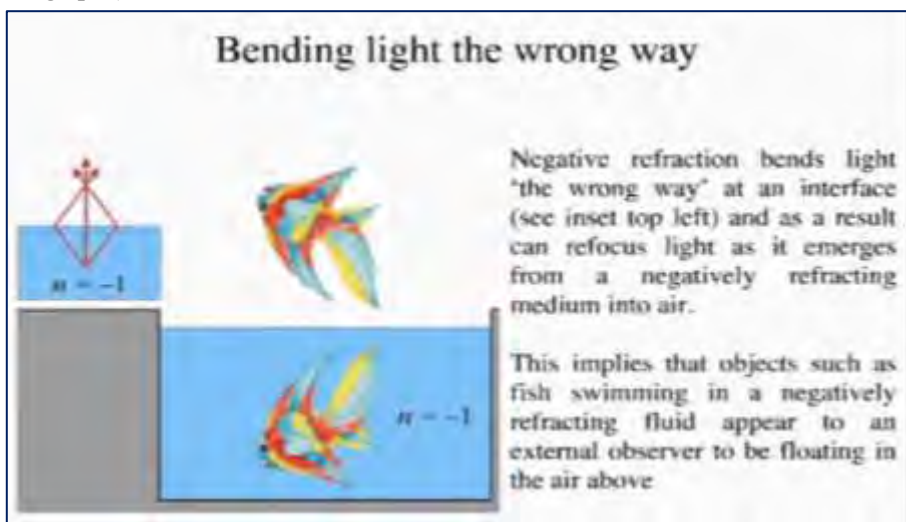 Bending light the wrong way
n = -1
Negative refraction bends light
"the wrong way" at an interface
(see inset top left) and as a result
can refocus light as it emerges
from a negatively refracting
medium into air.
This implies that objects such as
fish swimming in a negatively
refracting fluid appear to an
external observer to be floating in
the air above
n = -1